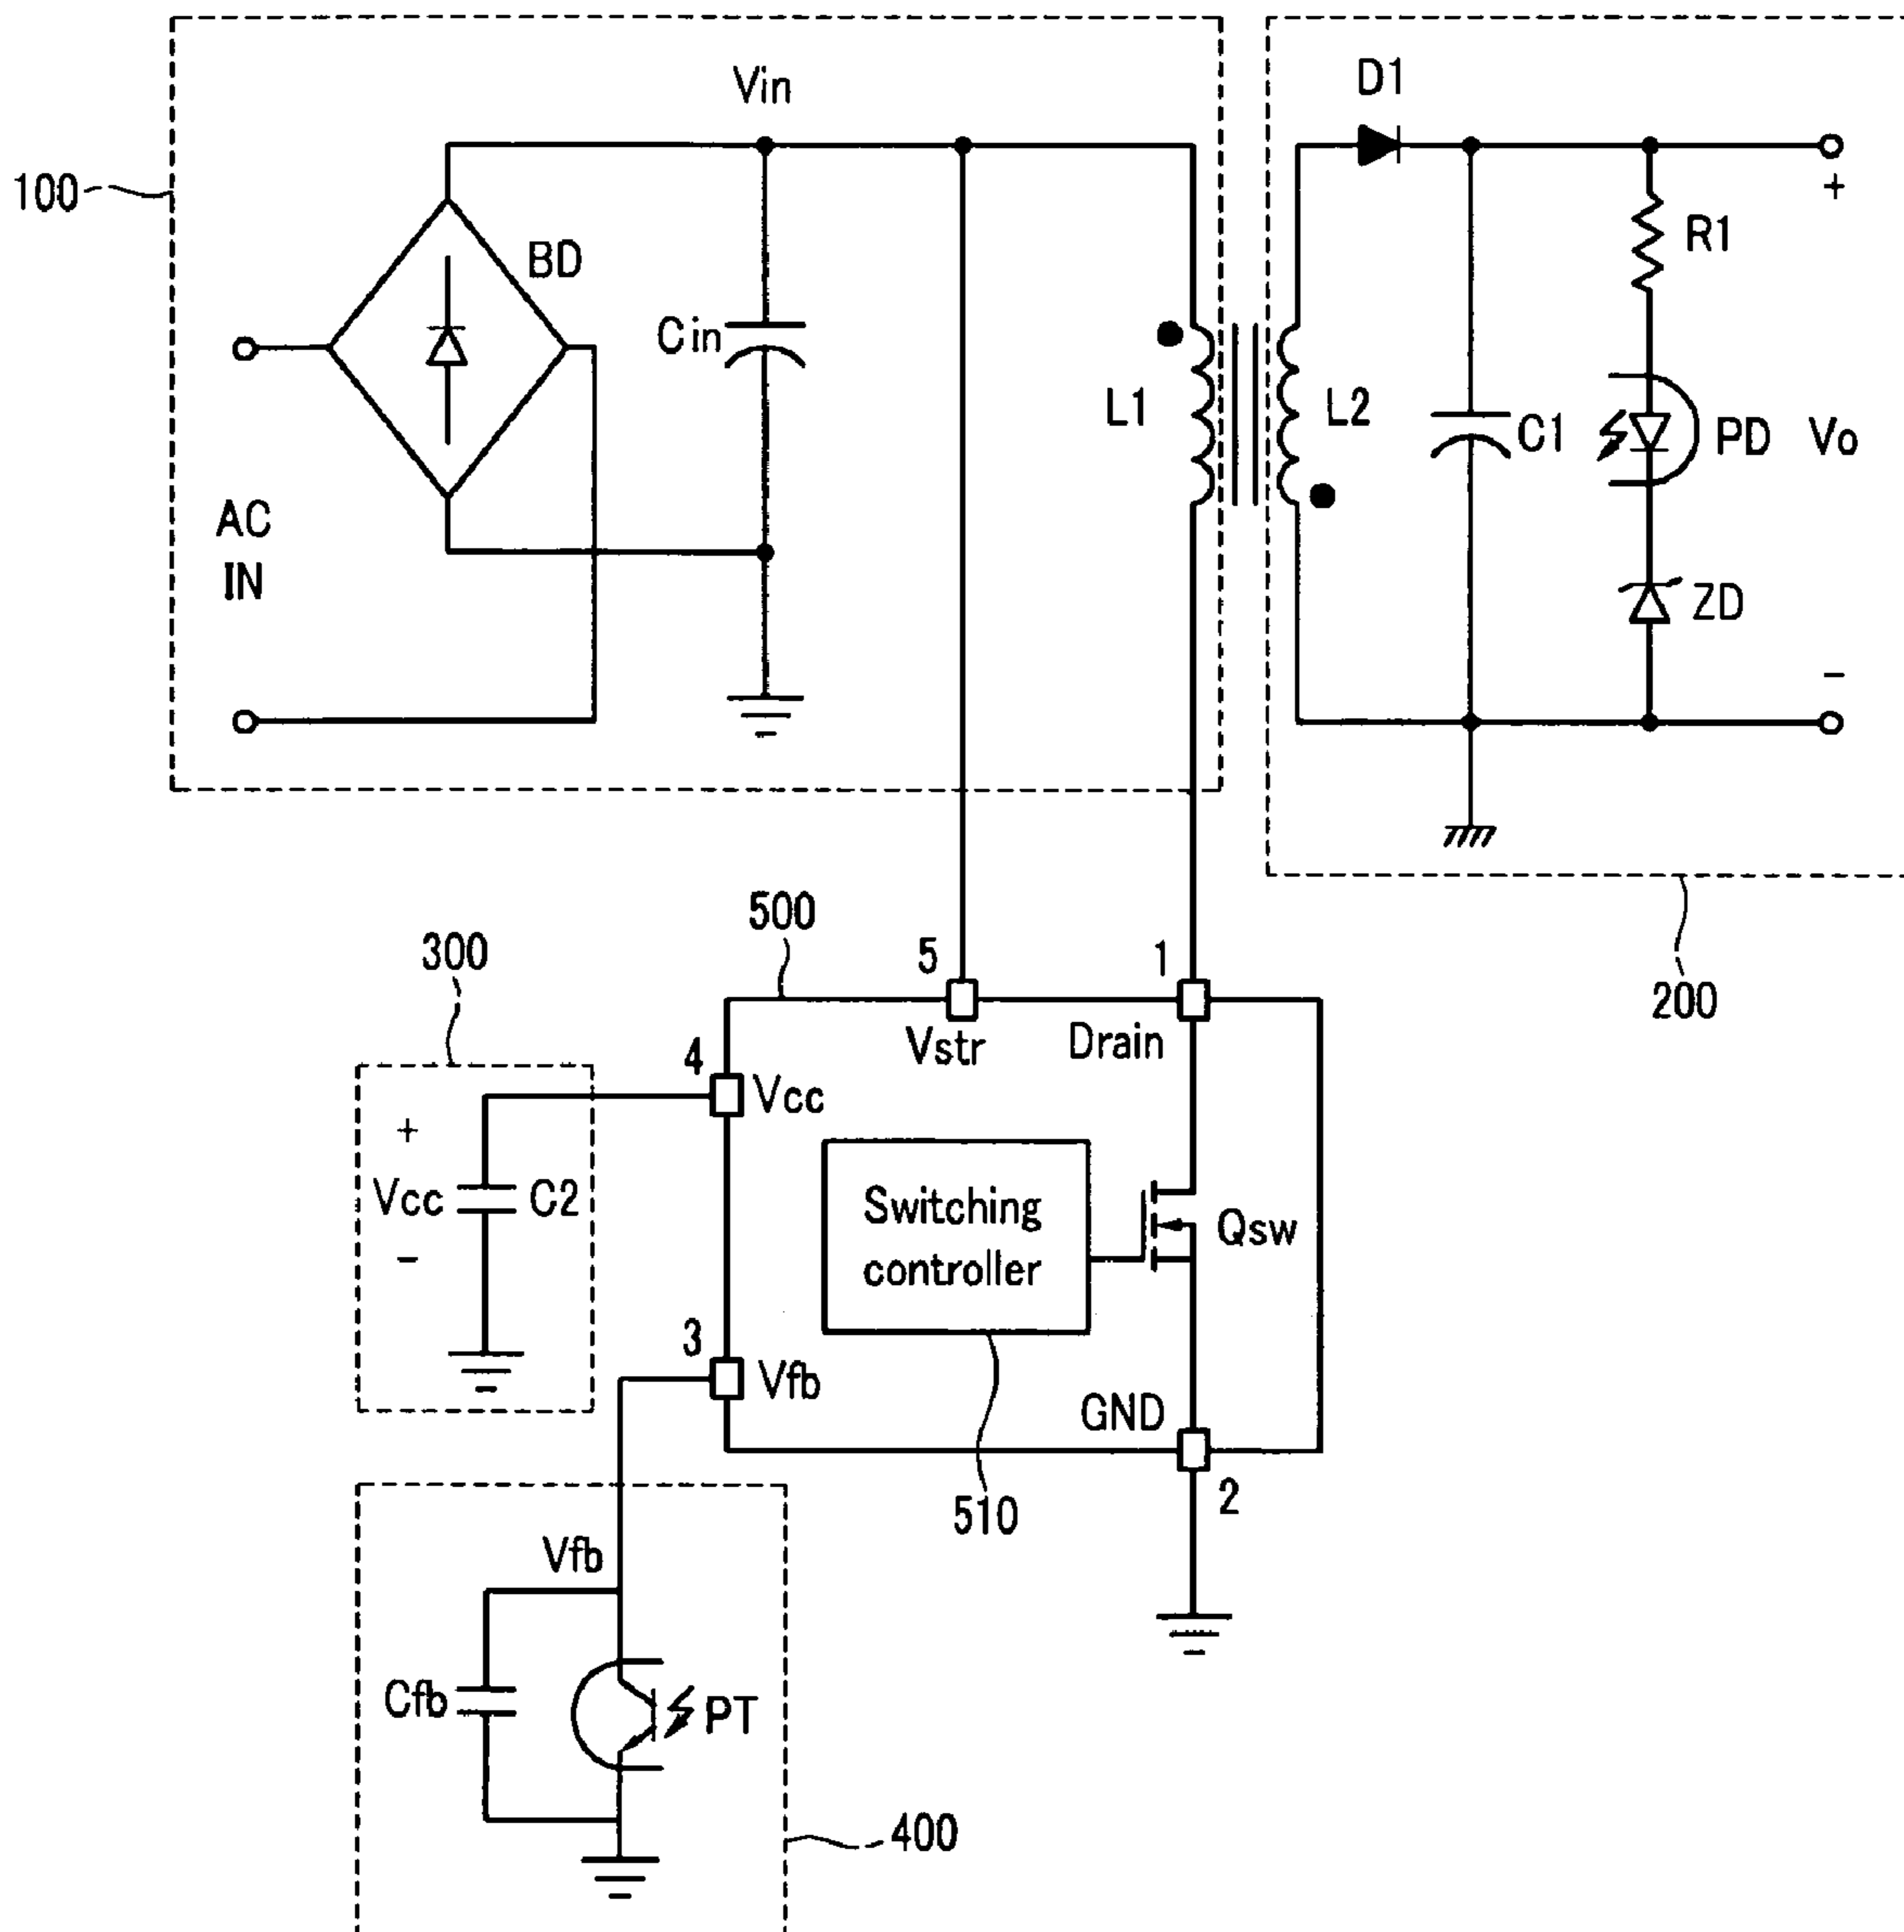 Vin
D1
100
+
BD
R1
Cin
L1
L2
C1
PD
Vo
AC
IN
ZD
-
500
300
5
1
200
Vstr
Drain
4
Vcc
+
Vcc
C2
-
Switching
controller
Qsw
3
Vfb
GND
2
510
Vfb
Cfb
PT
400